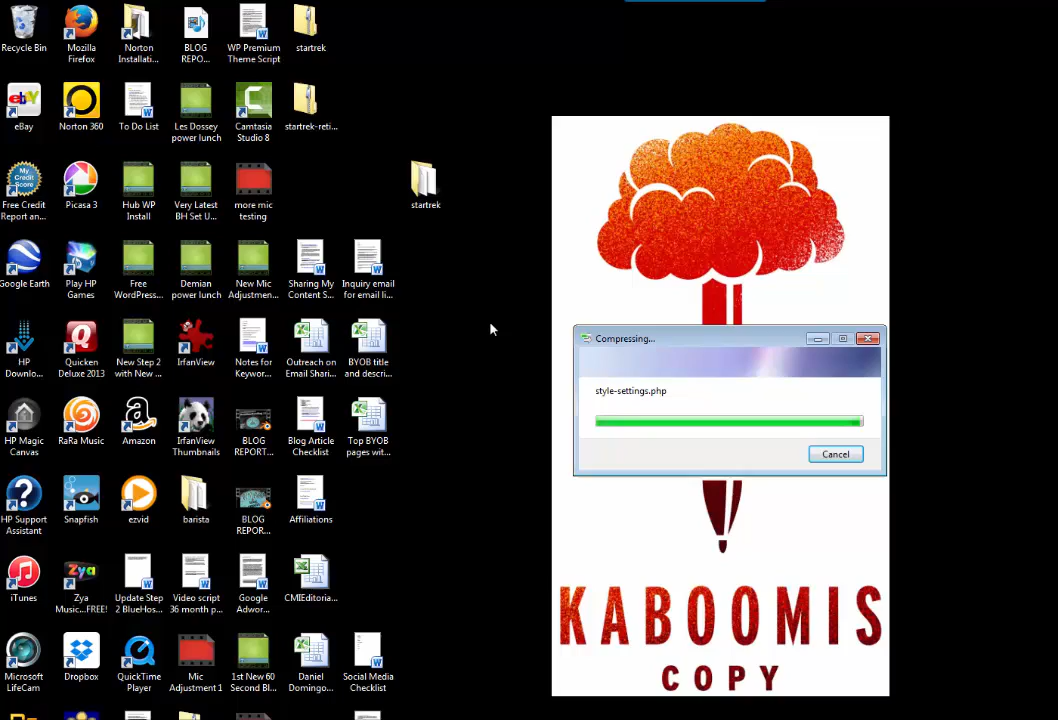 Recycle Bin
Mozilla
Firefox
Norton
Installati...
BLOG
REPO...
WP Premium
Theme Script
startrek
eBay
Norton 360
To Do List
Les Dossey
power lunch
Camtasia
Studio 8
startrek-reti...
My
Credit
Score
Free Credit
Report an...
Picasa 3
Hub WP
Install
Very Latest
BH Set U...
more mic
testing
startrek
Google Earth
Play HP
Games
Free
WordPress...
Demian
power lunch
New Mic
Adjustmen...
Sharing My
Content S...
Inquiry email
for email li...
HP
Downlo...
Quicken
Deluxe 2013
New Step 2
with New ...
IrfanView
Notes for
Keywor...
Outreach on
Email Shari...
BYOB title
and descri...
Compressing...
style-settings.php
Cancel
HP Magic
Canvas
RaRa Music
Amazon
IrfanView
Thumbnails
BLOG
REPORT...
Blog Article
Checklist
Top BYOB
pages wit...
HP Support
Assistant
Snapfish
ezvid
barista
BLOG
REPOR...
Affiliations
iTunes
Zya
Music...FREE!
Update Step
2 BlueHos...
Video script
36 month p...
Google
Adwor...
CMIEditoria...
Microsoft
LifeCam
Dropbox
QuickTime
Player
Mic
Adjustment 1
1st New 60
Second Bl...
Daniel
Domingo...
Social Media
Checklist
KABOOMIS
COPY